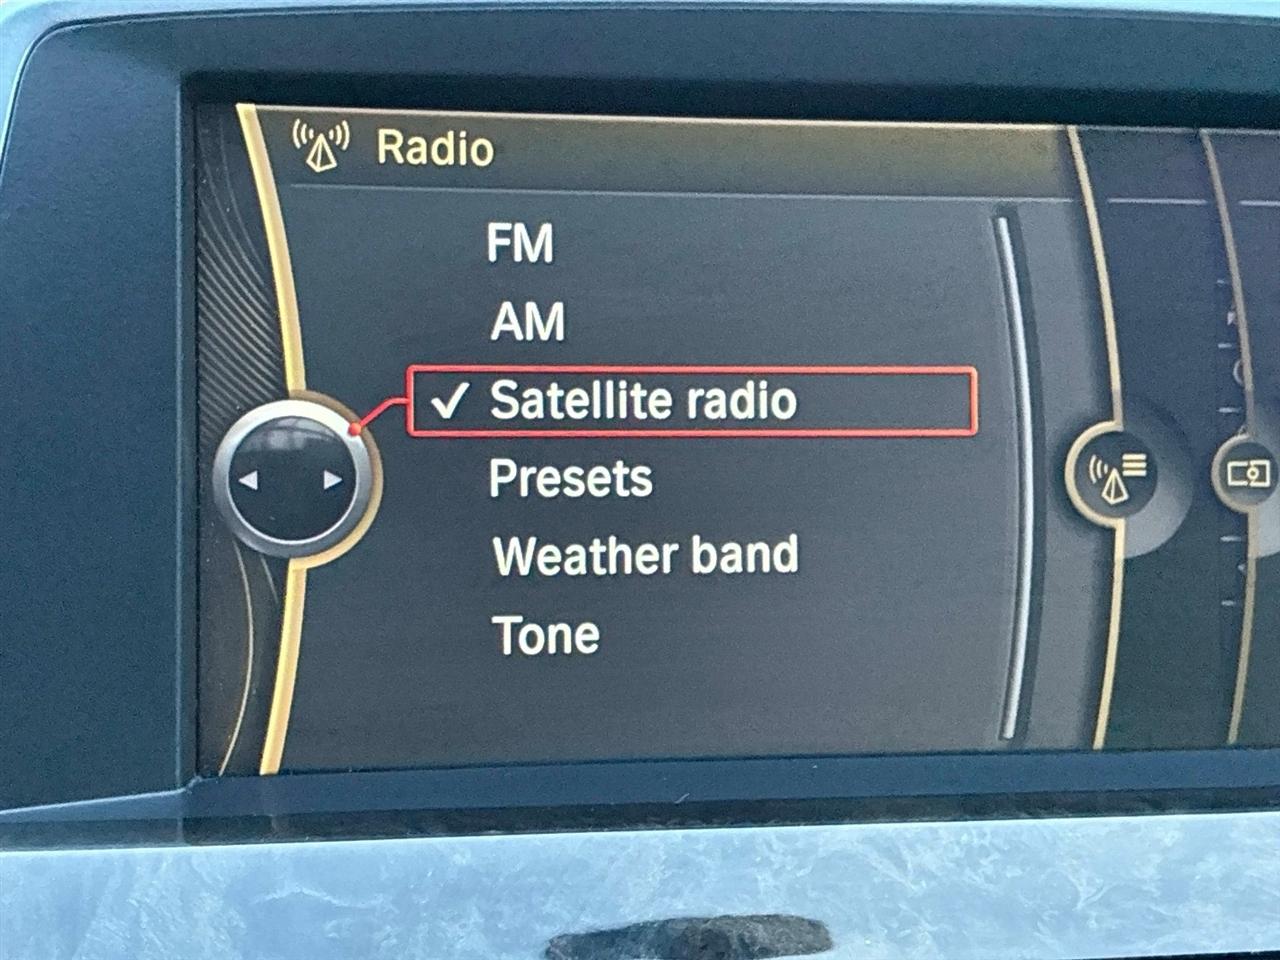 Radio
FM
AM
Satellite radio
Presets
Weather band
Tone